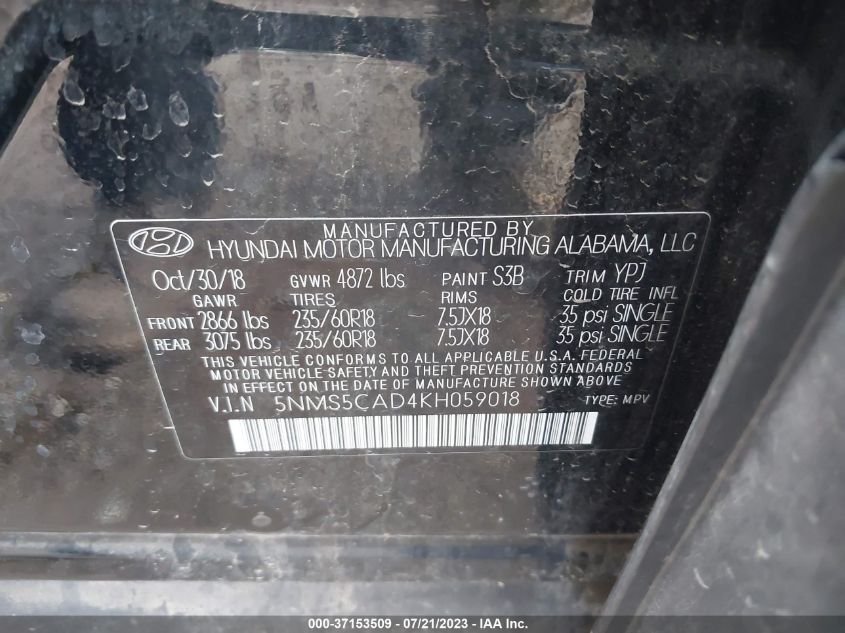 MANUFACTURED BY
HYUNDAI MOTOR MANUFACTURING ALABAMA, LLC
Oct/30/18 GVWR 4872 lbs PAINT S3B TRIM YPJ
GAWR TIRES RIMS COLD TIRE INFL
FRONT 2866 lbs 235/60R18 7.5JX18 35 psi SINGLE
REAR 3075 lbs 235/60R18 7.5JX18 35 psi SINGLE
THIS VEHICLE CONFORMS TO ALL APPLICABLE U.S.A. FEDERAL
MOTOR VEHICLE SAFETY AND THEFT PREVENTION STANDARDS
IN EFFECT ON THE DATE OF MANUFACTURE SHOWN ABOVE.
V.I.N 5NMS5CAD4KH059018 TYPE: MPV
000-37153509 / 07/21/2023 - IAA Inc.